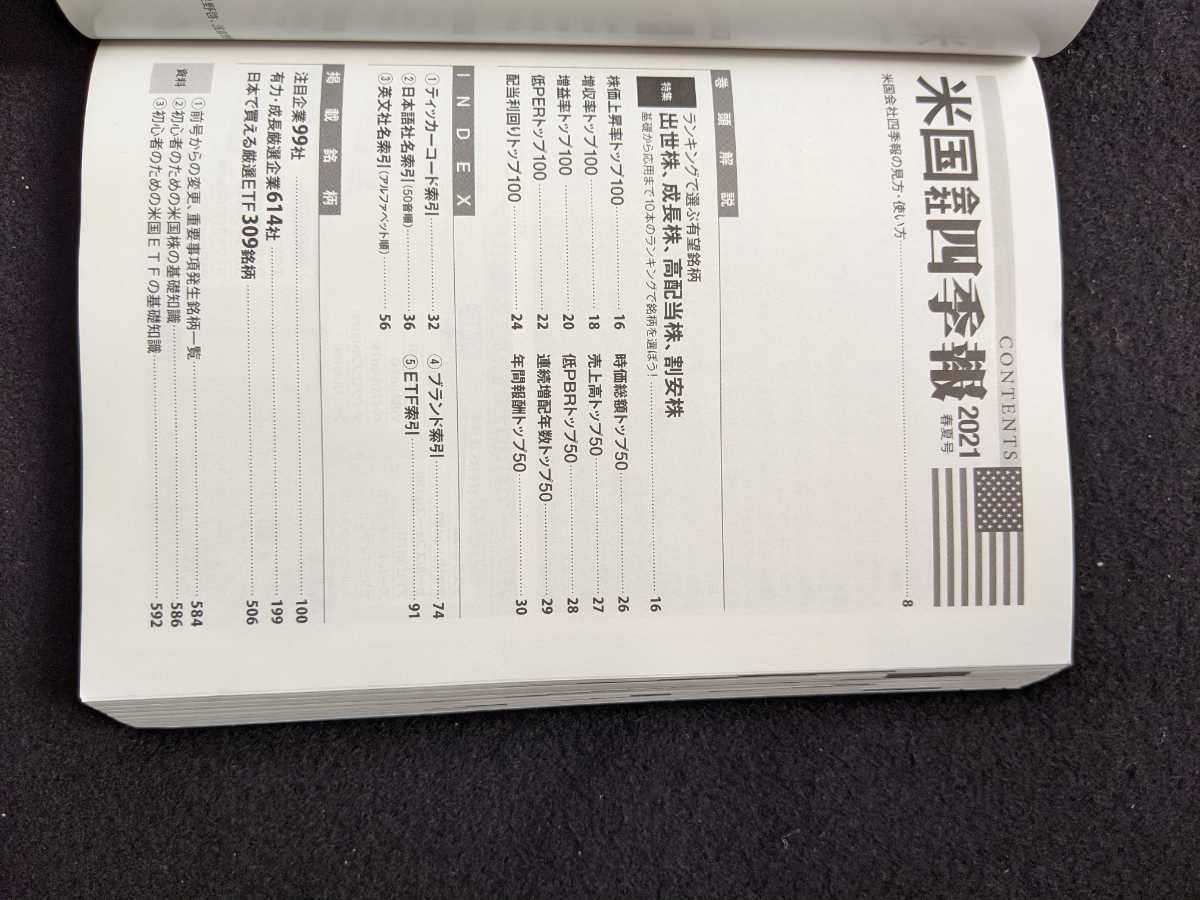 CONTENTS
米国会社四季報 2021
春夏号
米国会社四季報の見方・使い方 8
巻頭解説
ランキングで選ぶ有望銘柄
特集 出世株、成長株、高配当株、割安株
基礎から応用まで10本のランキングで銘柄を選ぼう! 16
株価上昇率トップ100 16
増収率トップ100 18
増益率トップ100 20
低PERトップ100 22
配当利回りトップ100 24
時価総額トップ50 26
売上高トップ50 27
低PBRトップ50 28
連続増配年数トップ50 29
年間報酬トップ50 30
INDEX
①ティッカーコード索引 32
②日本語社名索引(50音順) 36
③英文社名索引(アルファベット順) 56
④ブランド索引 74
⑤ETF索引 91
掲載銘柄
注目企業99社 100
有力・成長厳選企業614社 199
日本で買える厳選ETF309銘柄 506
資料
①前号からの変更、重要事項発生銘柄一覧 584
②初心者のための米国株の基礎知識 586
③初心者のための米国ETFの基礎知識 592